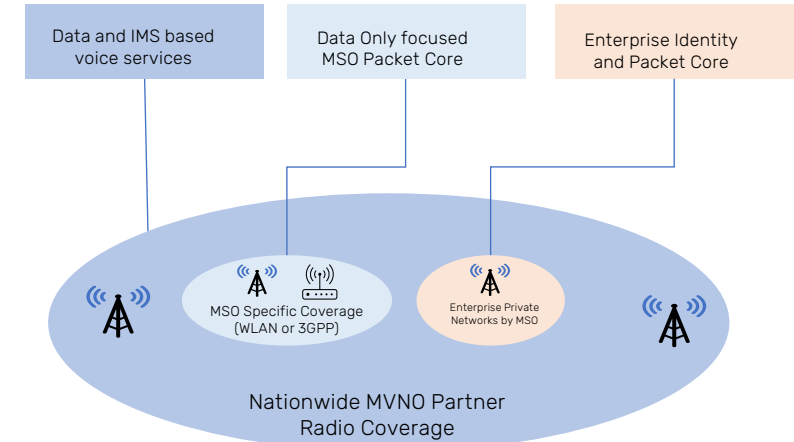 Data and IMS based
voice services
Data Only focused
MSO Packet Core
Enterprise Identity
and Packet Core
MSO Specific Coverage
(WLAN or 3GPP)
Enterprise Private
Networks by MSO
Nationwide MVNO Partner
Radio Coverage